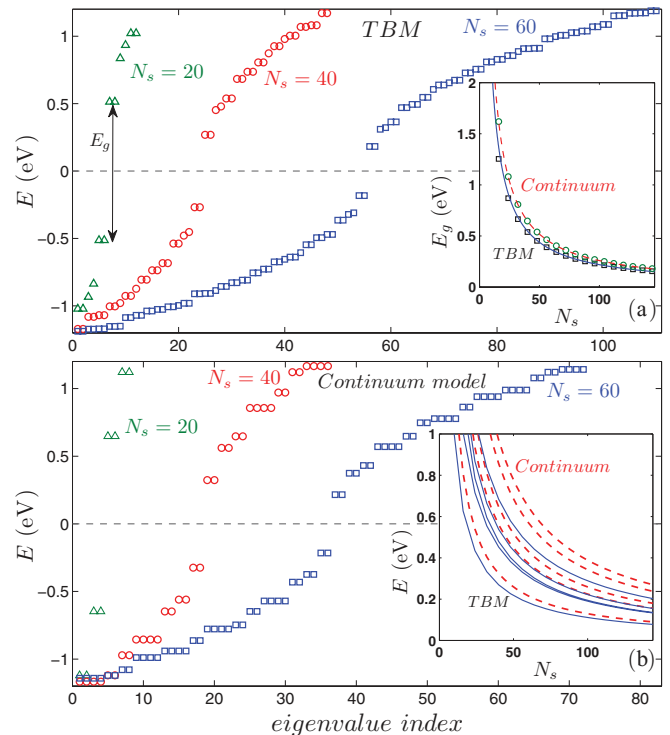 TBM
N_s = 20
N_s = 40
N_s = 60
E_g
E (eV)
1
0.5
0
−0.5
−1
20
40
60
80
100
2
1.5
1
0.5
0
0
50
100
E_g (eV)
N_s
Continuum
TBM
(a)
Continuum model
N_s = 40
N_s = 60
N_s = 20
E (eV)
1
0.5
0
−0.5
−1
0
10
20
30
40
50
60
70
80
eigenvalue index
1
0.8
0.6
0.4
0.2
0
50
100
E (eV)
N_s
Continuum
TBM
(b)